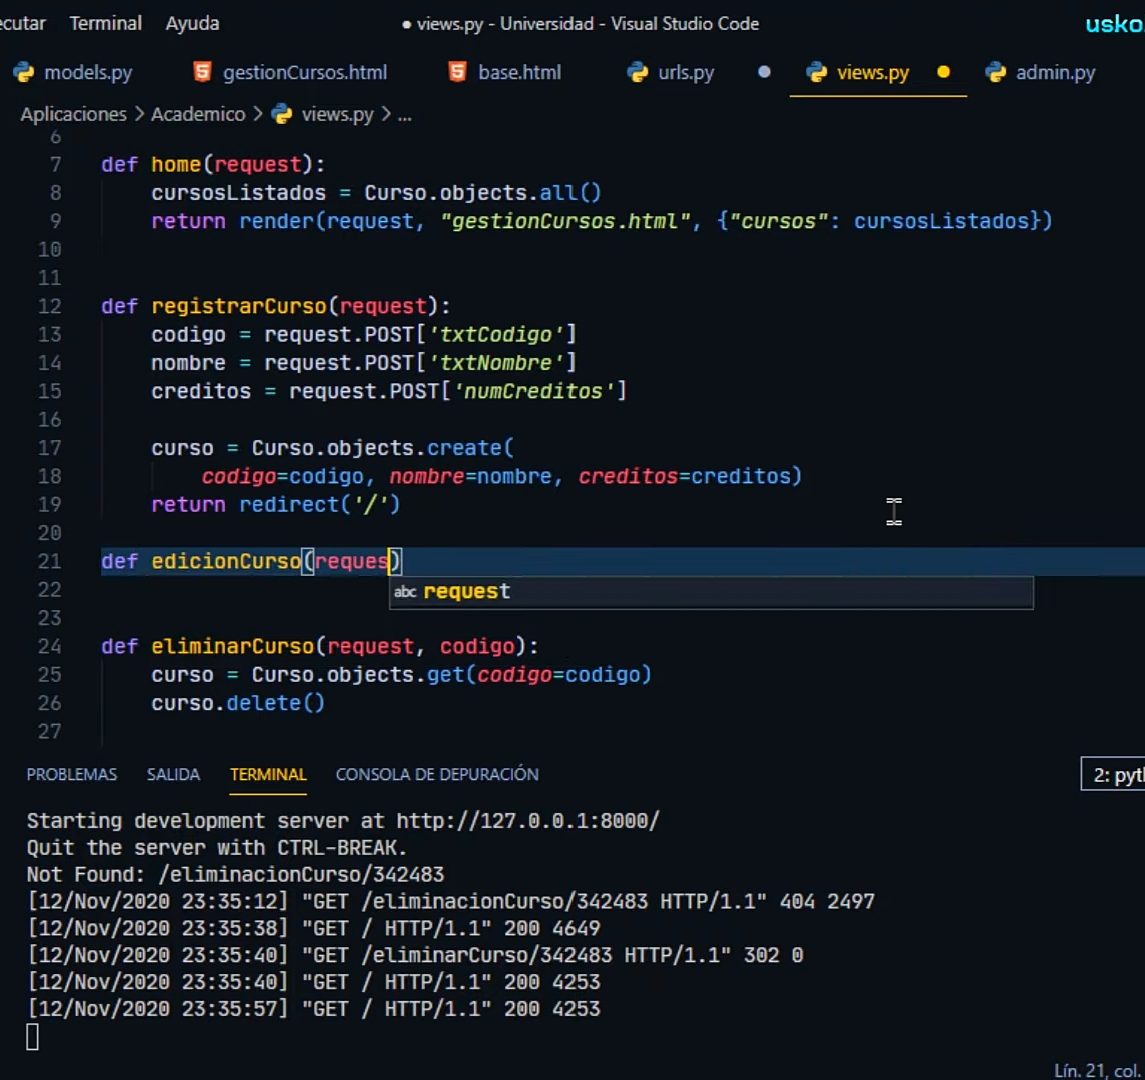 Terminal Ayuda ● views.py - Universidad - Visual Studio Code
models.py gestionCursos.html base.html urls.py ● views.py ● admin.py
Aplicaciones > Academico > views.py > ...
6
7 def home(request):
8 cursosListados = Curso.objects.all()
9 return render(request, "gestionCursos.html", {"cursos": cursosListados})
10
11
12 def registrarCurso(request):
13 codigo = request.POST['txtCodigo']
14 nombre = request.POST['txtNombre']
15 creditos = request.POST['numCreditos']
16
17 curso = Curso.objects.create(
18 codigo=codigo, nombre=nombre, creditos=creditos)
19 return redirect('/')
20
21 def edicionCurso(reques)
22 abc request
23
24 def eliminarCurso(request, codigo):
25 curso = Curso.objects.get(codigo=codigo)
26 curso.delete()
27
PROBLEMAS SALIDA TERMINAL CONSOLA DE DEPURACIÓN
Starting development server at http://127.0.0.1:8000/
Quit the server with CTRL-BREAK.
Not Found: /eliminacionCurso/342483
[12/Nov/2020 23:35:12] "GET /eliminacionCurso/342483 HTTP/1.1" 404 2497
[12/Nov/2020 23:35:38] "GET / HTTP/1.1" 200 4649
[12/Nov/2020 23:35:40] "GET /eliminarCurso/342483 HTTP/1.1" 302 0
[12/Nov/2020 23:35:40] "GET / HTTP/1.1" 200 4253
[12/Nov/2020 23:35:57] "GET / HTTP/1.1" 200 4253
Lín. 21, col.